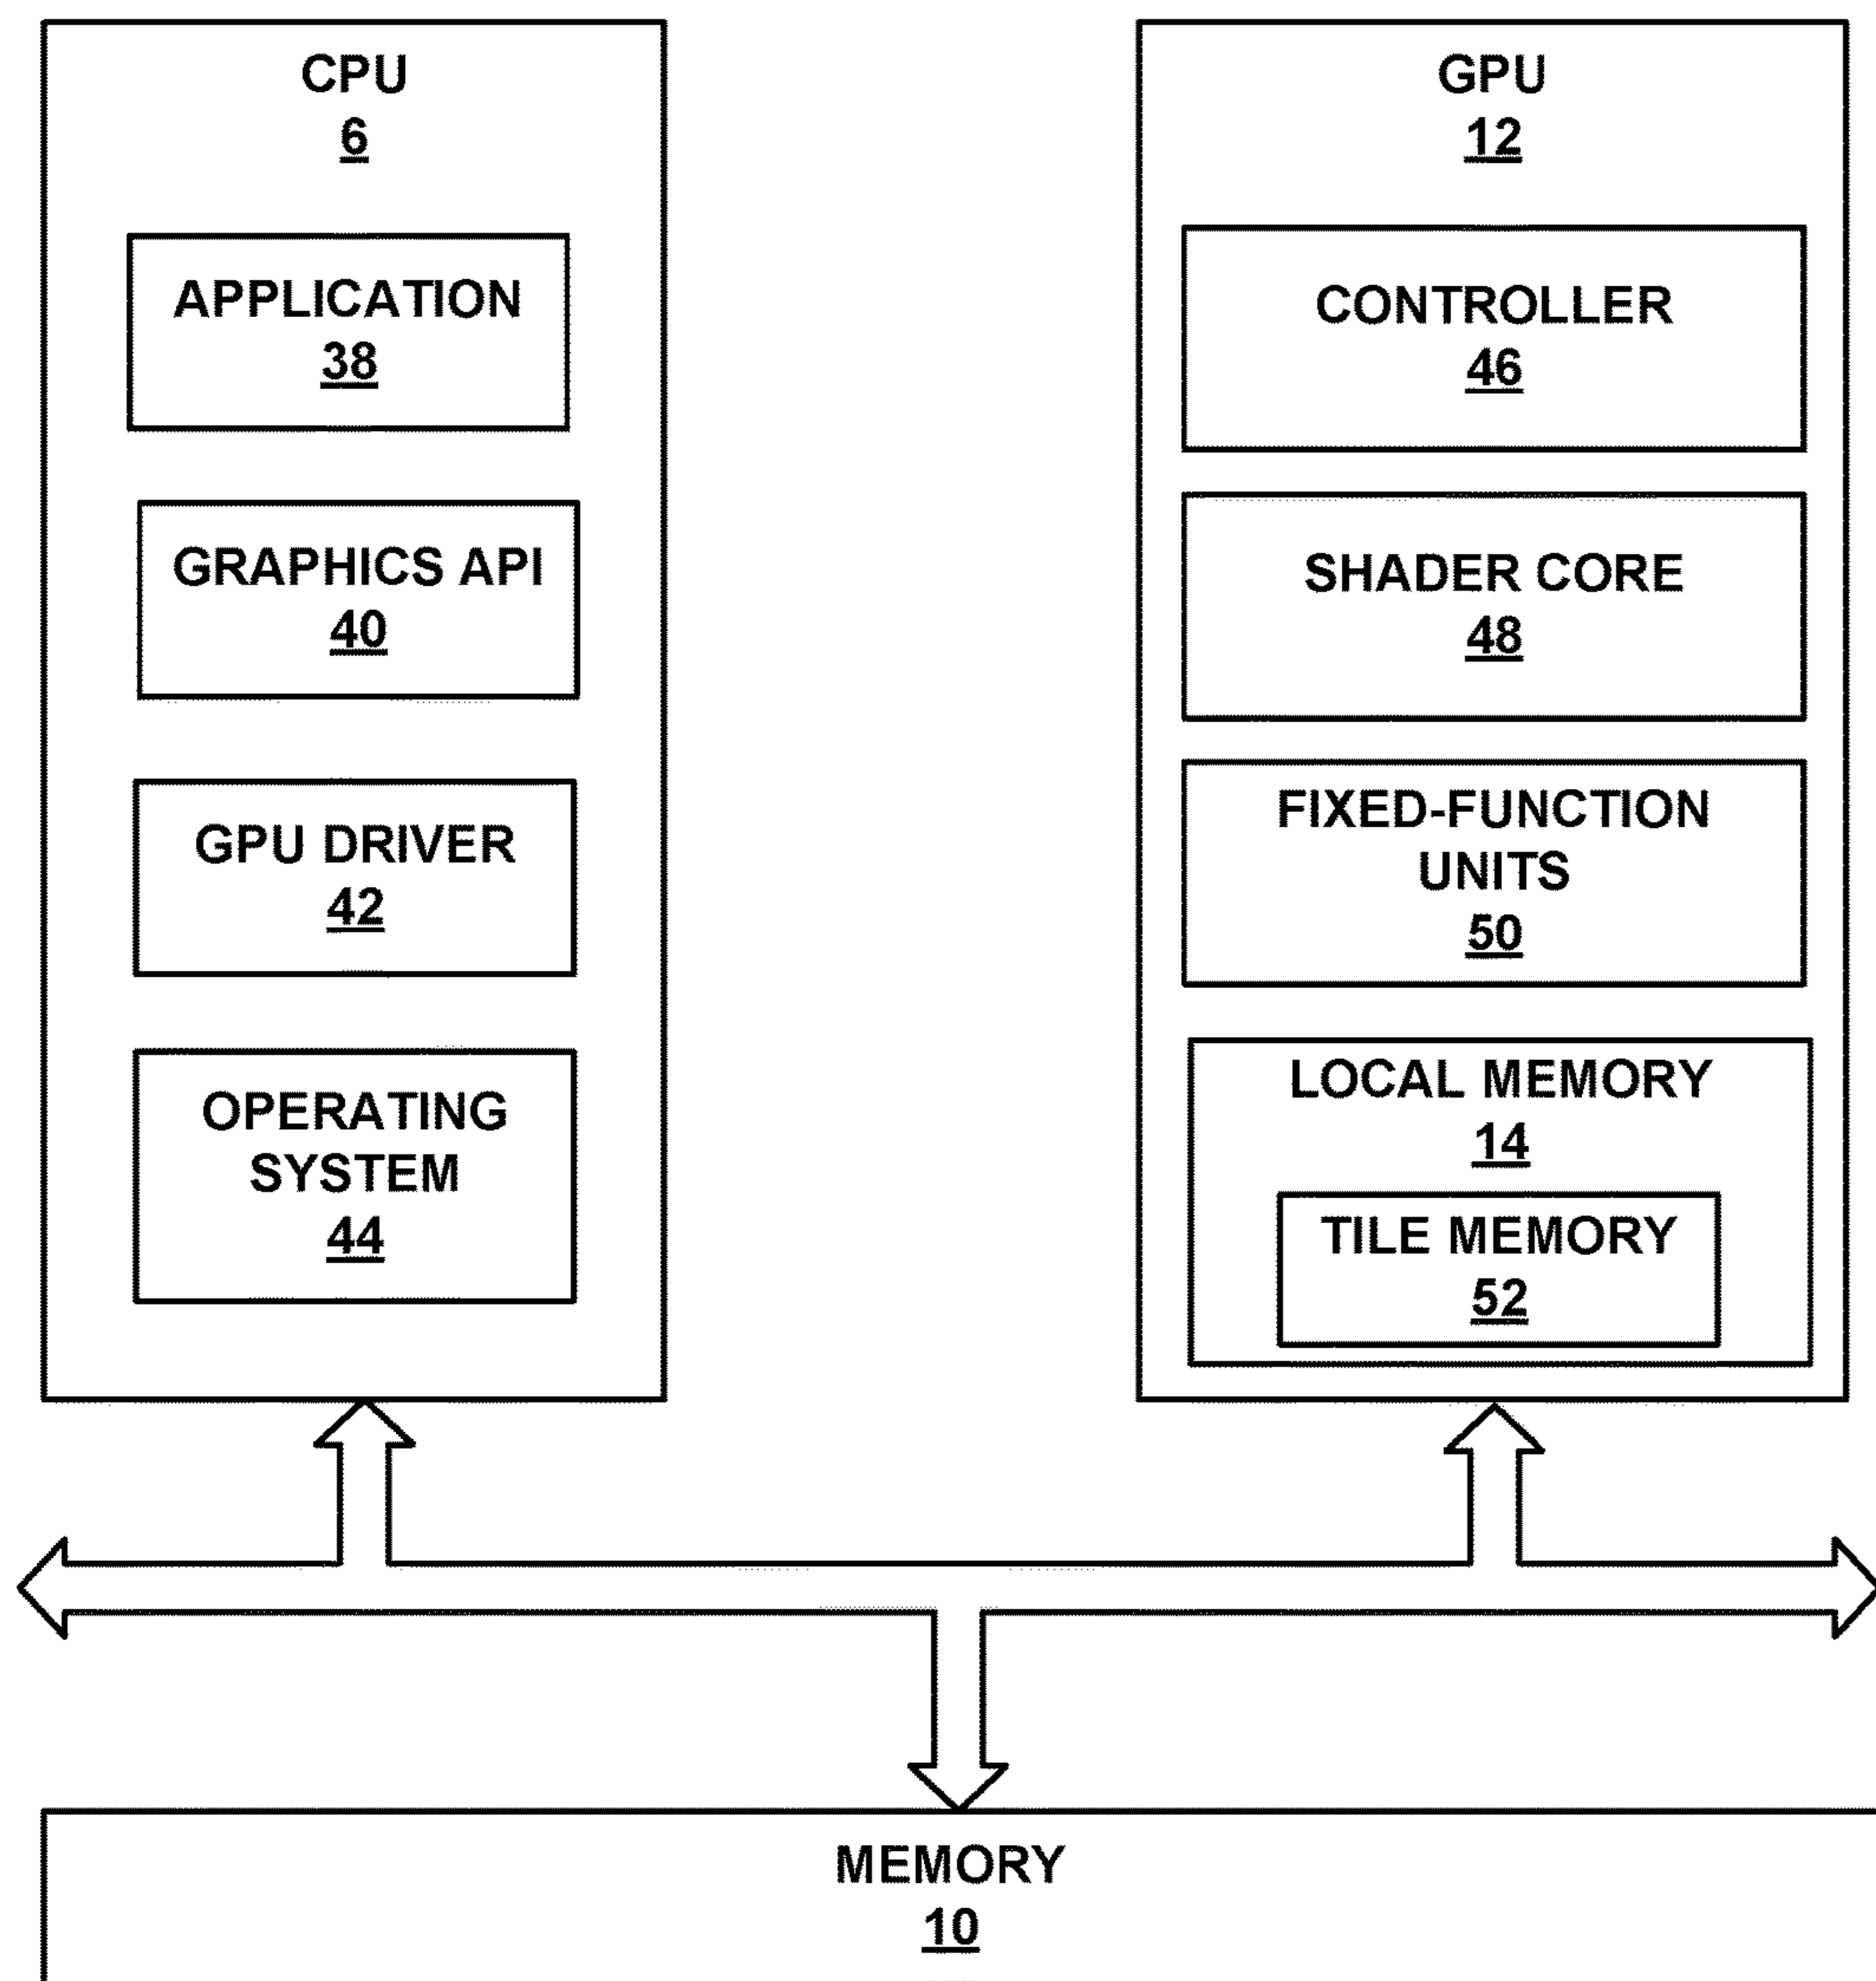 CPU
6
APPLICATION
38
GRAPHICS API
40
GPU DRIVER
42
OPERATING
SYSTEM
44
GPU
12
CONTROLLER
46
SHADER CORE
48
FIXED-FUNCTION
UNITS
50
LOCAL MEMORY
14
TILE MEMORY
52
MEMORY
10